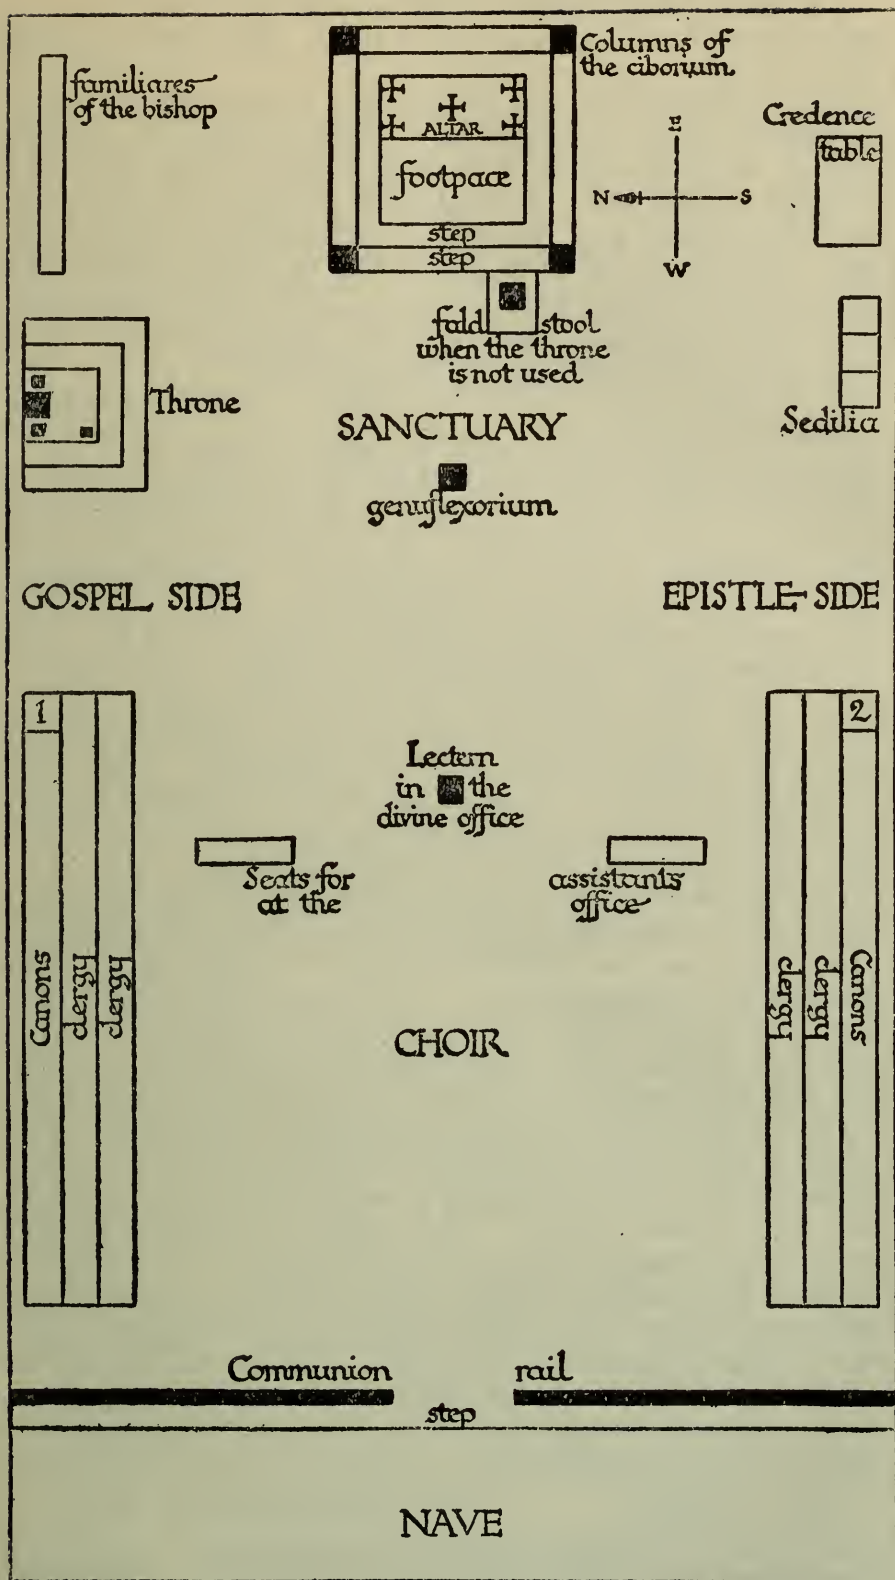 familiares
of the bishop
Columns of
the ciborium
ALTAR
footpace
step
step
E
N
S
W
Credence
table
fald stool
when the throne
is not used
Throne
Sedilia
SANCTUARY
genuflexorium
GOSPEL SIDE
EPISTLE SIDE
1
2
Lectern
in the
divine office
Seats for assistants
at the office
Canons
clergy
clergy
clergy
clergy
Canons
CHOIR
Communion rail
step
NAVE